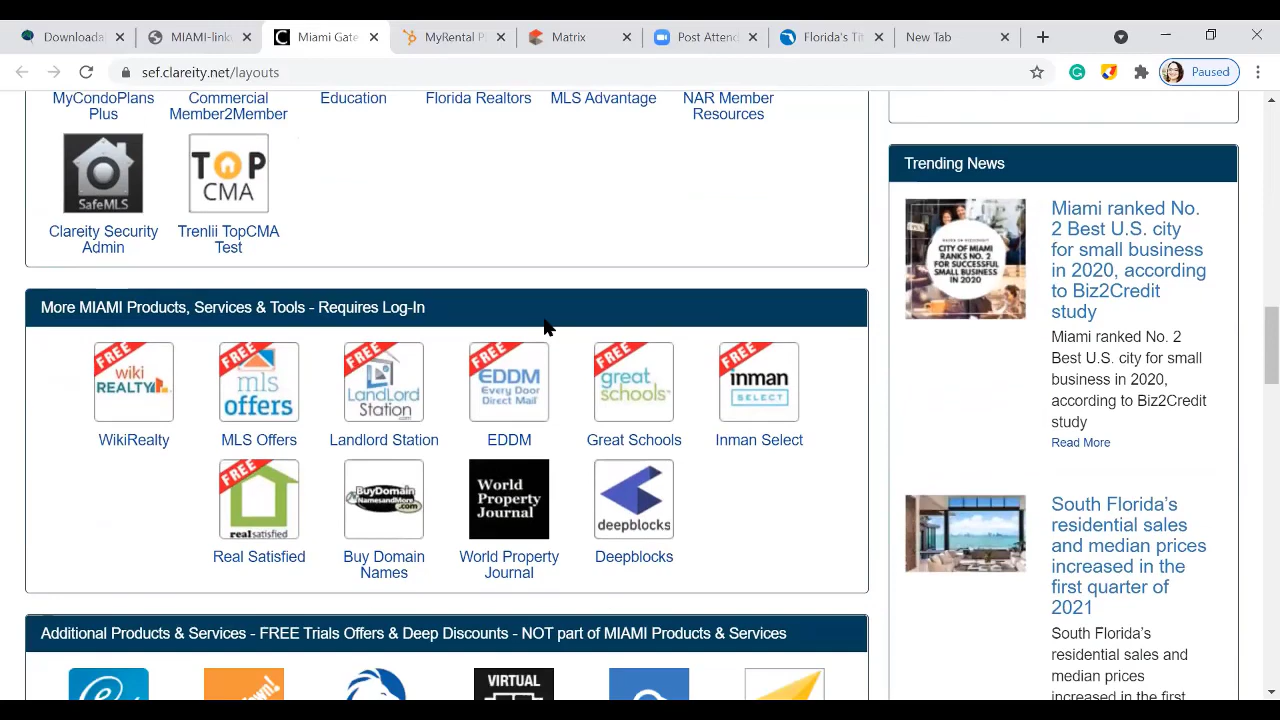 Downloada
MIAMI-link
Miami Gate
MyRental P
Matrix
Post Attend
Florida's Tit
New Tab
sef.clareity.net/layouts
Paused
MyCondoPlans
Plus
Commercial
Member2Member
Education
Florida Realtors
MLS Advantage
NAR Member
Resources
SafeMLS
TOP
CMA
Clareity Security
Admin
Trenlii TopCMA
Test
More MIAMI Products, Services & Tools - Requires Log-In
FREE
wiki
REALTY
FREE
mls
offers
FREE
LANDLORD
STATION
.com
FREE
EDDM
Every Door
Direct Mail
FREE
great
schools
FREE
inman
SELECT
WikiRealty
MLS Offers
Landlord Station
EDDM
Great Schools
Inman Select
FREE
real satisfied
BuyDomain
NamesandMore
.com
World
Property
Journal
deepblocks
Real Satisfied
Buy Domain
Names
World Property
Journal
Deepblocks
Additional Products & Services - FREE Trials Offers & Deep Discounts - NOT part of MIAMI Products & Services
VIRTUAL
Trending News
CITY OF MIAMI
RANKS NO. 2
FOR SUCCESSFUL
SMALL BUSINESS
IN 2020
Miami ranked No.
2 Best U.S. city
for small business
in 2020, according
to Biz2Credit
study
Miami ranked No. 2
Best U.S. city for small
business in 2020,
according to Biz2Credit
study
Read More
South Florida's
residential sales
and median prices
increased in the
first quarter of
2021
South Florida's
residential sales and
median prices
increased in the first